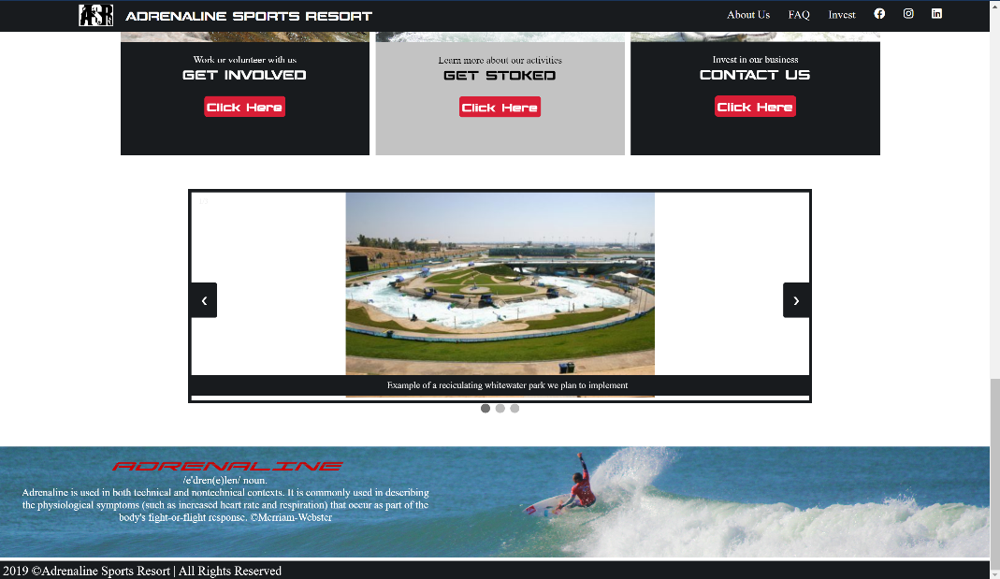 ASR ADRENALINE SPORTS RESORT About Us FAQ Invest
Work or volunteer with us
GET INVOLVED
Click Here
Learn more about our activities
GET STOKED
Click Here
Invest in our business
CONTACT US
Click Here
❮ ❯
Example of a reciculating whitewater park we plan to implement
ADRENALINE
/e'dren(e)len/ noun.
Adrenaline is used in both technical and nontechnical contexts. It is commonly used in describing
the physiological symptoms (such as increased heart rate and respiration) that occur as part of the
body's fight-or-flight response. ©Merriam-Webster
2019 ©Adrenaline Sports Resort | All Rights Reserved